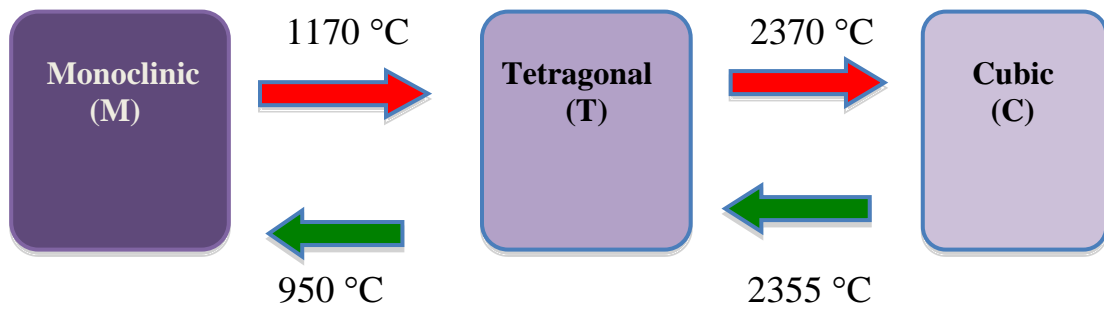 1170 °C
2370 °C
Monoclinic
(M)
Tetragonal
(T)
Cubic
(C)
950 °C
2355 °C